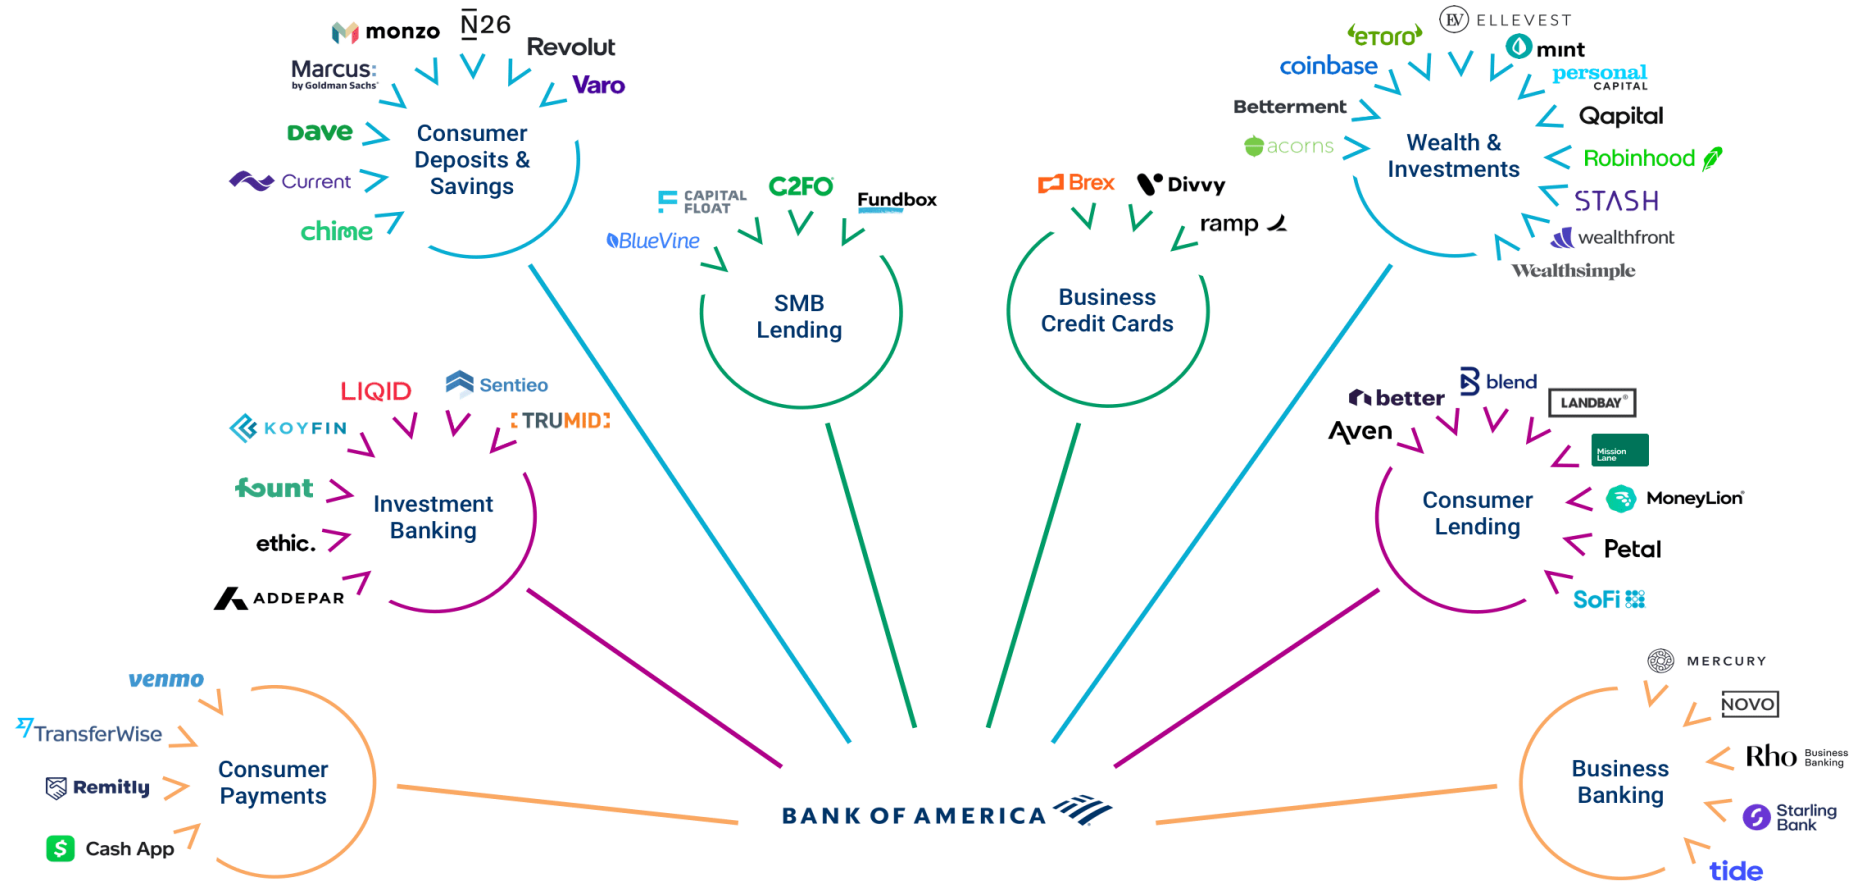 monzo
N26
Revolut
Marcus:
by Goldman Sachs®
Varo
Dave
Current
chime
Consumer
Deposits &
Savings
CAPITAL
FLOAT
C2FO®
Fundbox
BlueVine
SMB
Lending
Brex
Divvy
ramp
Business
Credit Cards
EV ELLEVEST
eToro
mint
coinbase
personal
CAPITAL
Betterment
Qapital
acorns
Robinhood
STASH
wealthfront
Wealthsimple
Wealth &
Investments
LIQID
Sentieo
KOYFIN
[TRUMID]
fount
ethic.
ADDEPAR
Investment
Banking
better
blend
LANDBAY®
Aven
Mission
Lane
MoneyLion®
Petal
SoFi
Consumer
Lending
venmo
TransferWise
Remitly
$ Cash App
Consumer
Payments
BANK OF AMERICA
MERCURY
NOVO
Rho Business
Banking
Starling
Bank
tide
Business
Banking